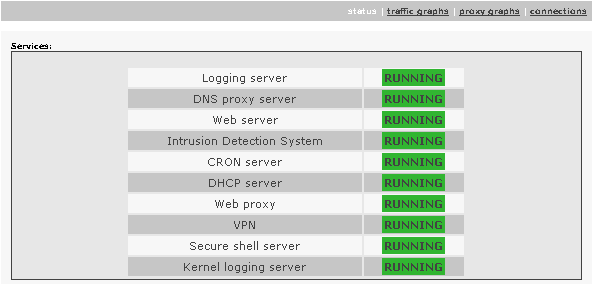 status | traffic graphs | proxy graphs | connections
Services:
Logging server RUNNING
DNS proxy server RUNNING
Web server RUNNING
Intrusion Detection System RUNNING
CRON server RUNNING
DHCP server RUNNING
Web proxy RUNNING
VPN RUNNING
Secure shell server RUNNING
Kernel logging server RUNNING